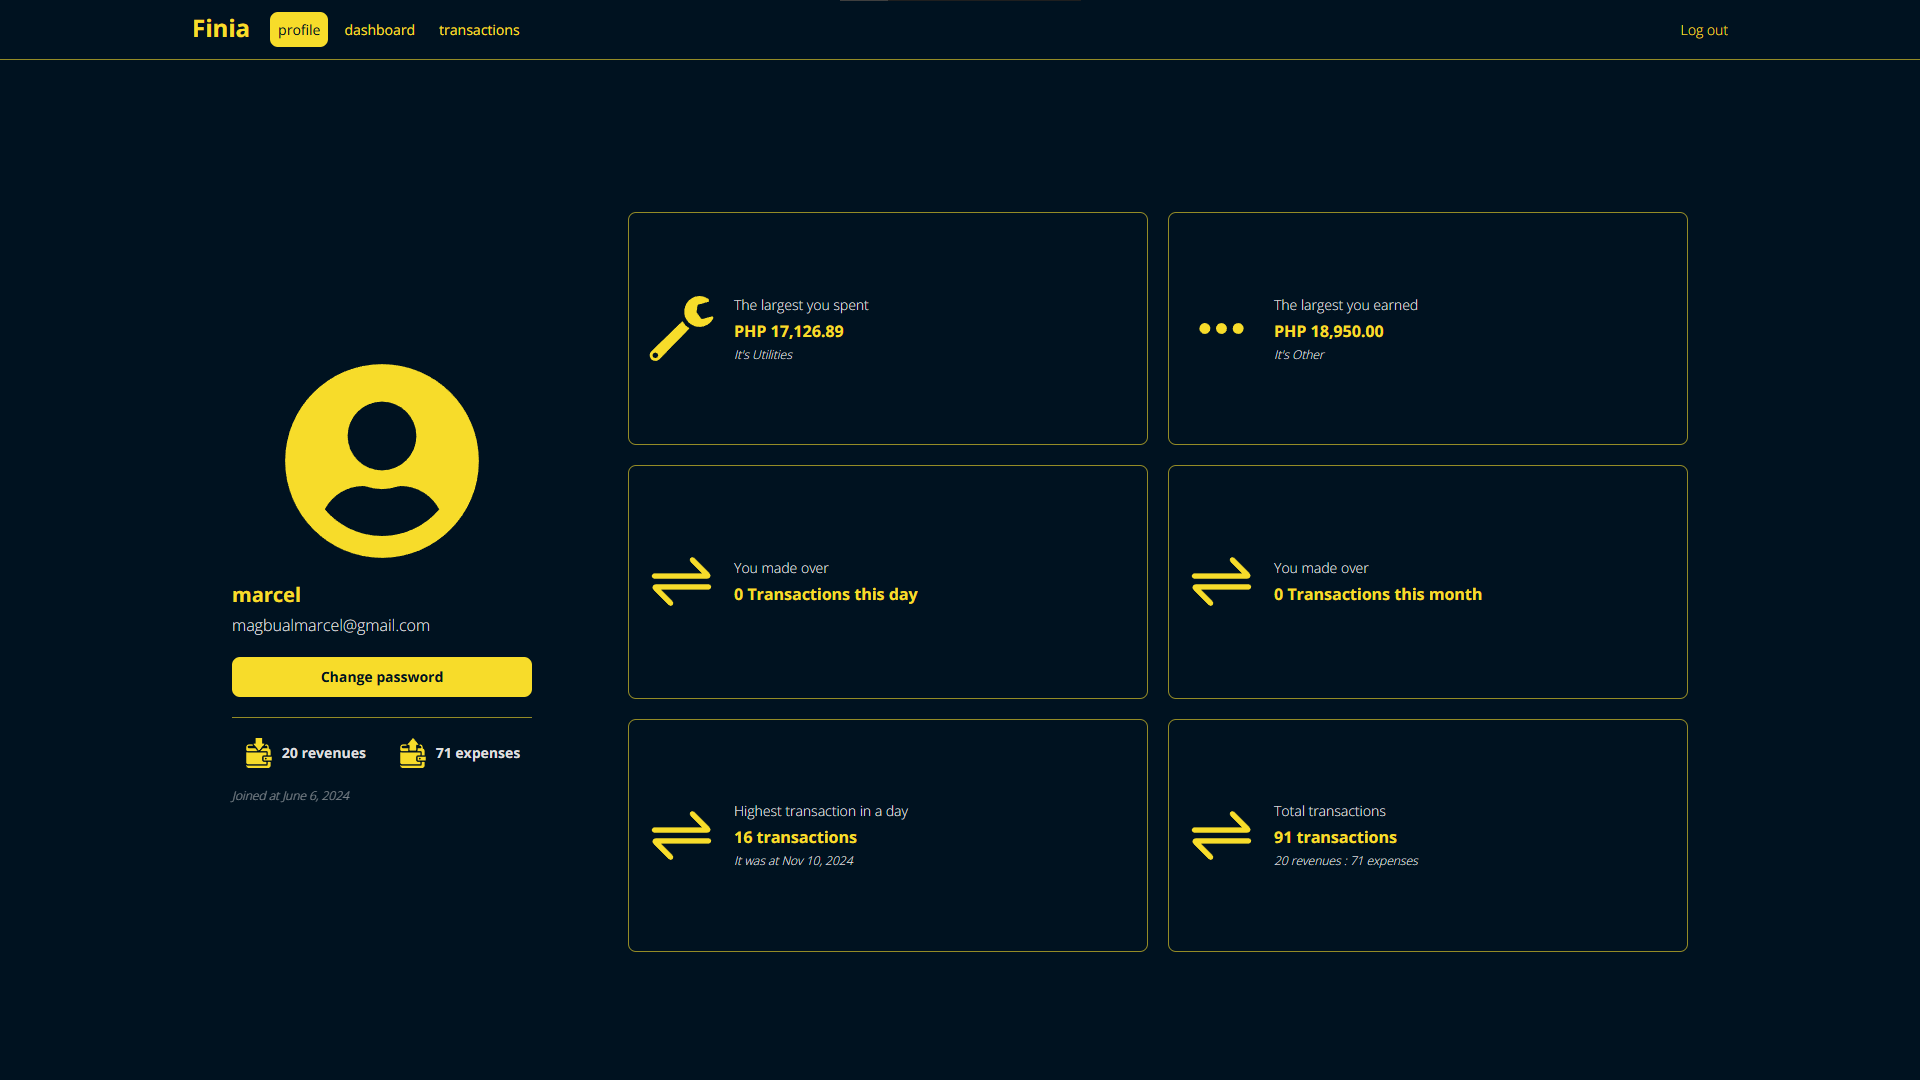 Finia
profile
dashboard
transactions
Log out
marcel
magbualmarcel@gmail.com
Change password
20 revenues
71 expenses
Joined at June 6, 2024
The largest you spent
PHP 17,126.89
It's Utilities
The largest you earned
PHP 18,950.00
It's Other
You made over
0 Transactions this day
You made over
0 Transactions this month
Highest transaction in a day
16 transactions
It was at Nov 10, 2024
Total transactions
91 transactions
20 revenues : 71 expenses